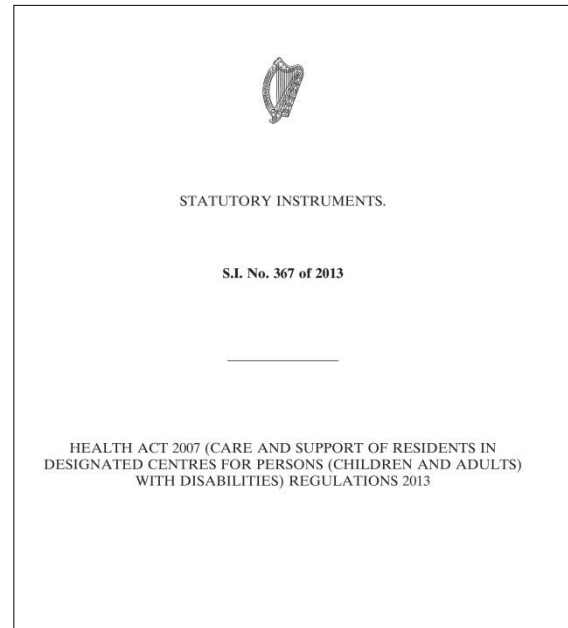 STATUTORY INSTRUMENTS.
S.I. No. 367 of 2013
HEALTH ACT 2007 (CARE AND SUPPORT OF RESIDENTS IN
DESIGNATED CENTRES FOR PERSONS (CHILDREN AND ADULTS)
WITH DISABILITIES) REGULATIONS 2013